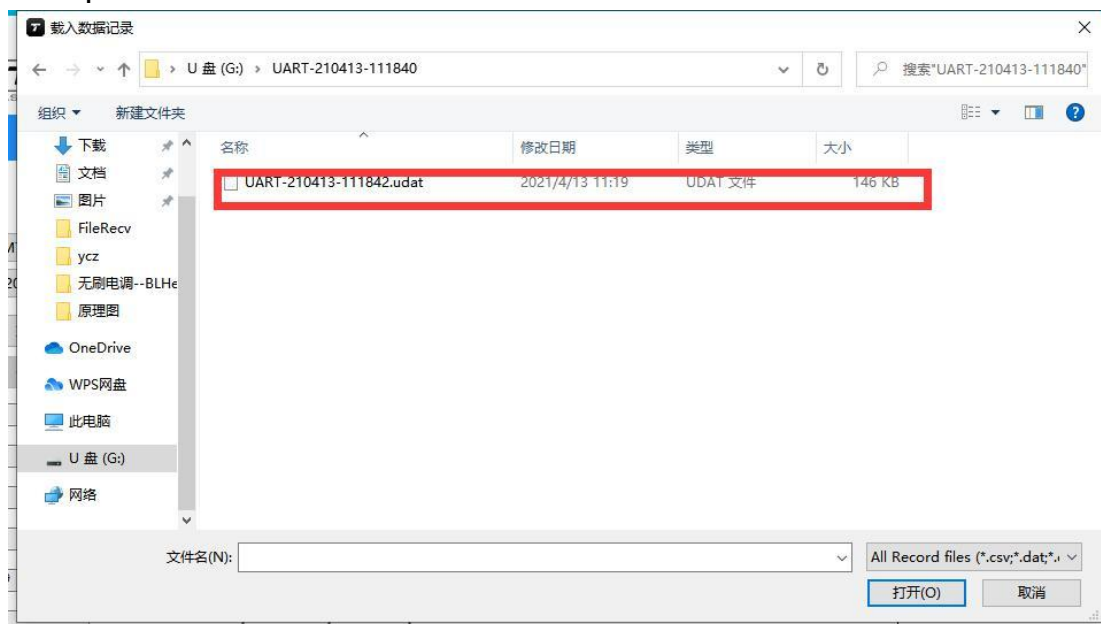 载入数据记录
U 盘 (G:) › UART-210413-111840
搜索"UART-210413-111840"
组织 新建文件夹
下载
文档
图片
FileRecv
ycz
无刷电调--BLHe
原理图
OneDrive
WPS网盘
此电脑
U 盘 (G:)
网络
名称 修改日期 类型 大小
UART-210413-111842.udat 2021/4/13 11:19 UDAT 文件 146 KB
文件名(N):
All Record files (*.csv;*.dat;*.
打开(O) 取消